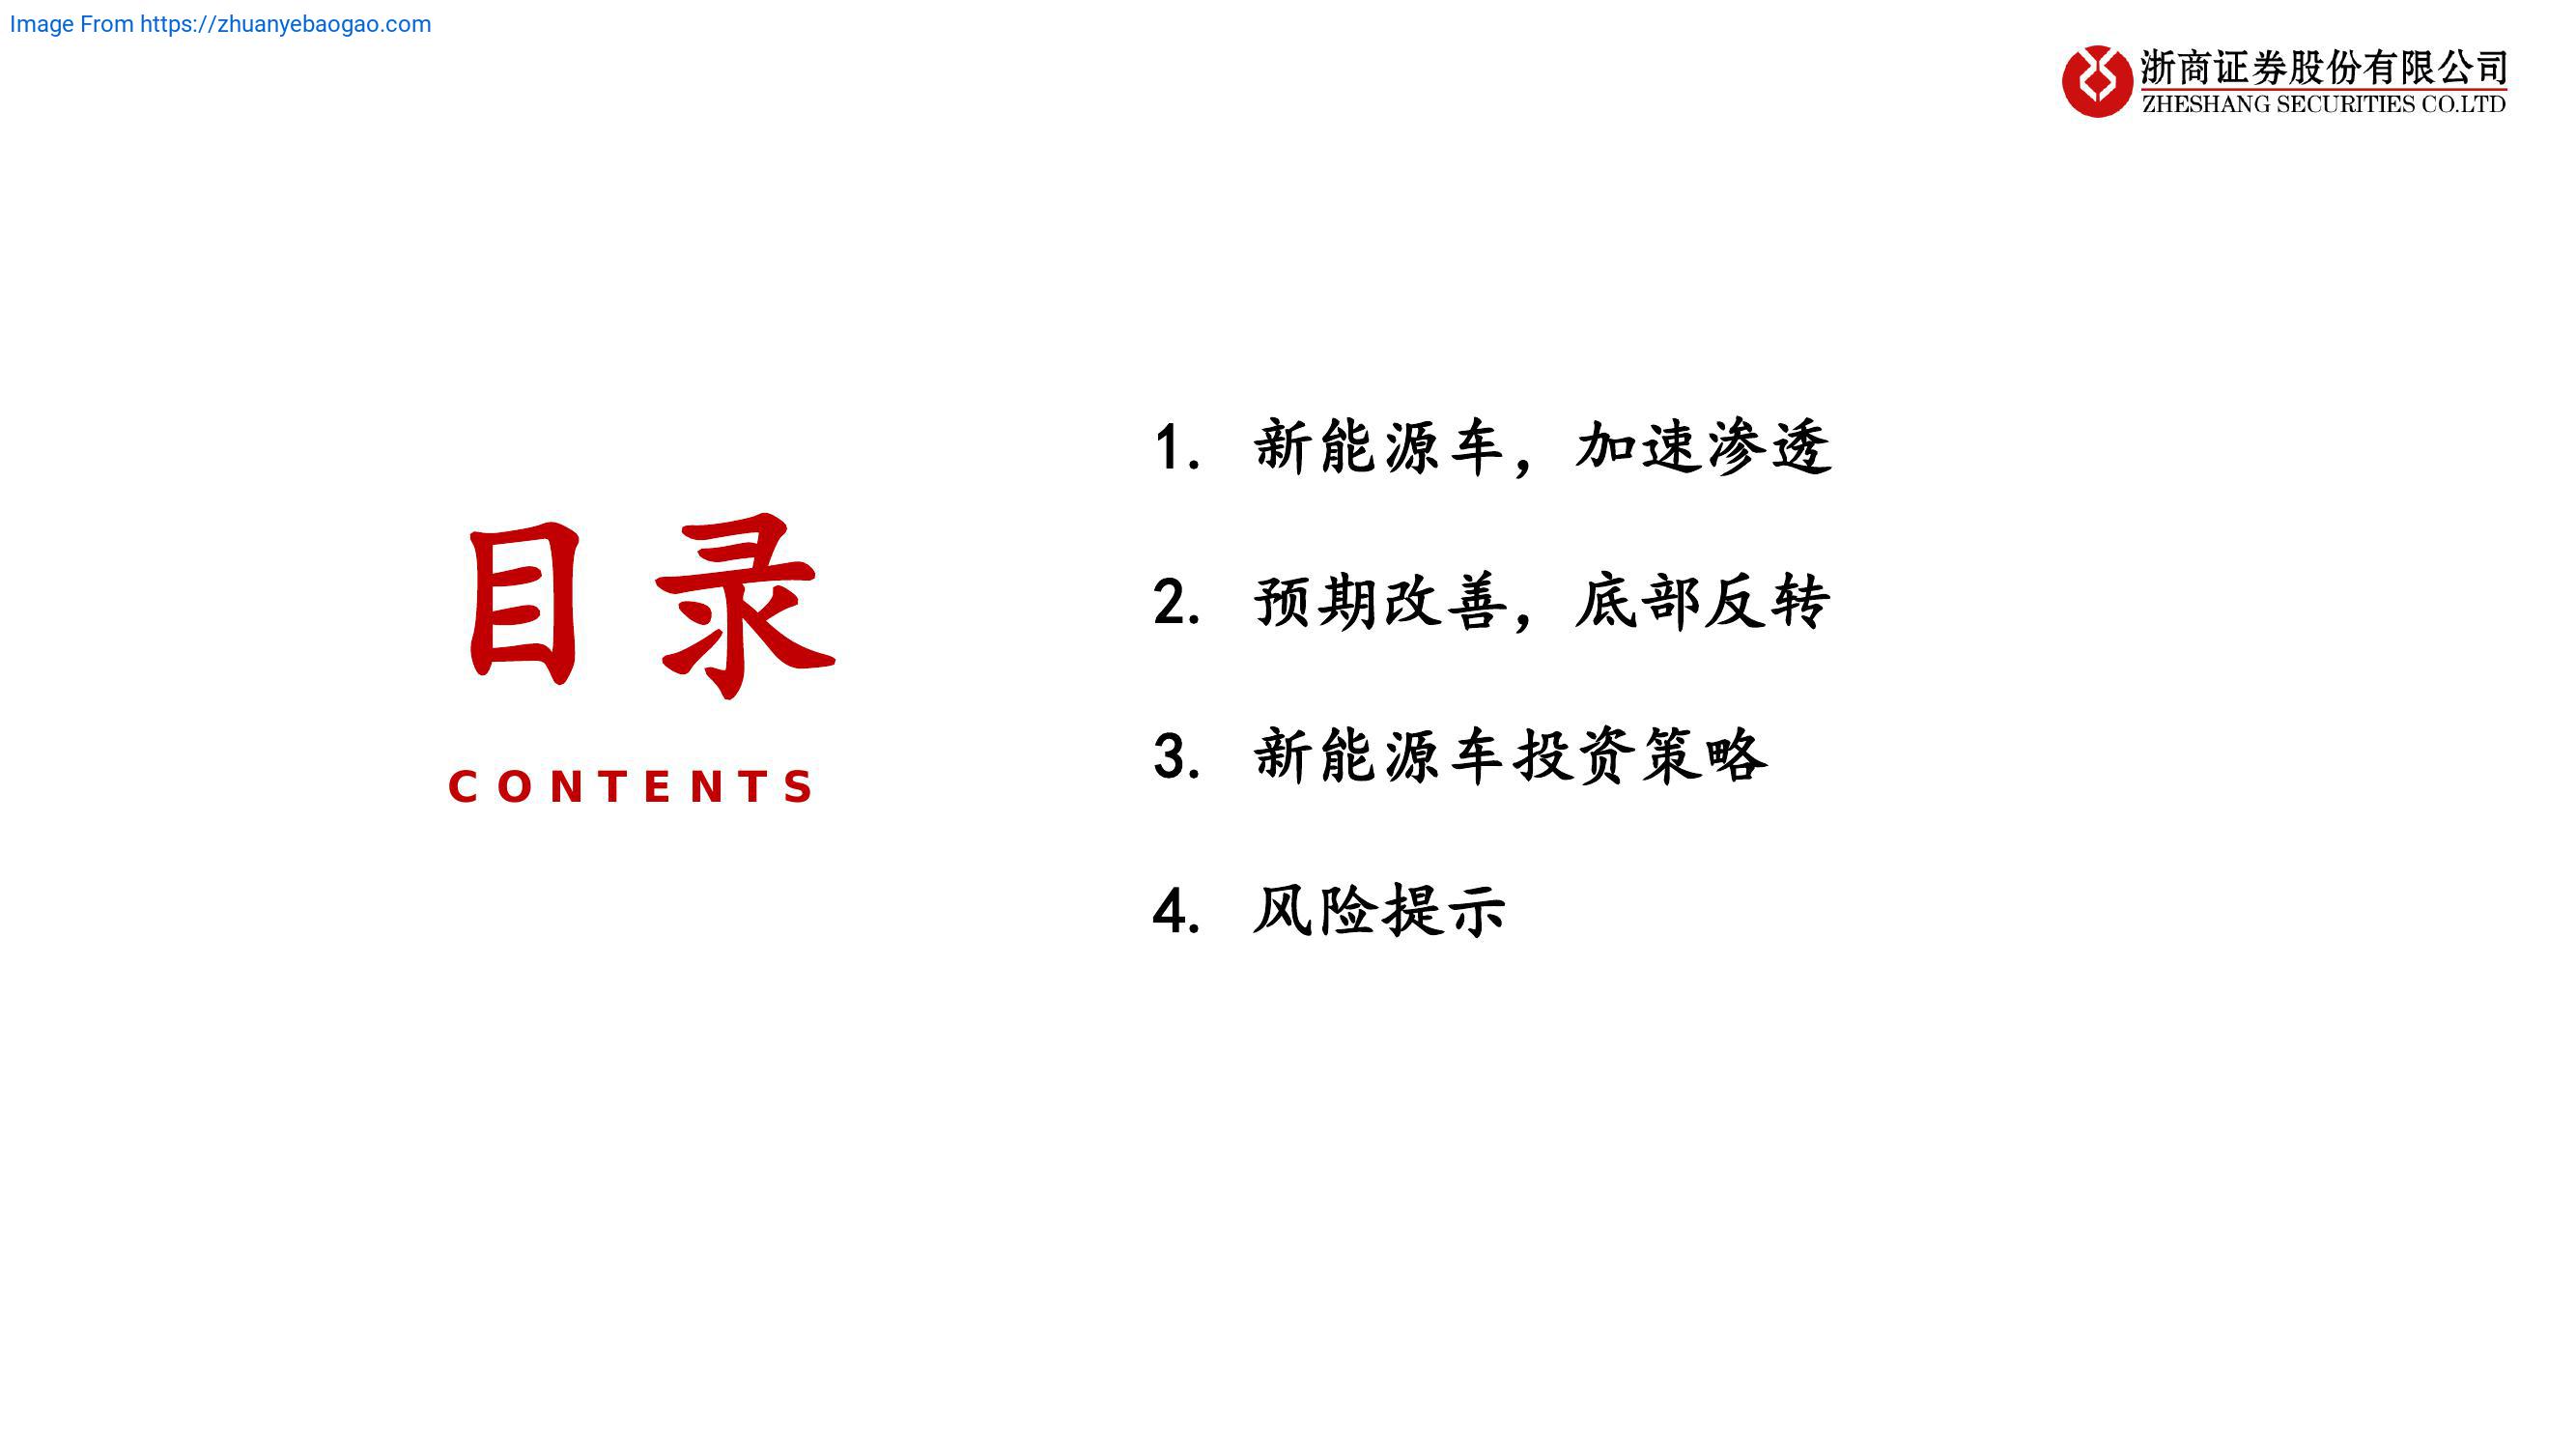 Image From https://zhuanyebaogao.com
浙商证券股份有限公司
ZHESHANG SECURITIES CO.LTD
目录
CONTENTS
1. 新能源车，加速渗透
2. 预期改善，底部反转
3. 新能源车投资策略
4. 风险提示